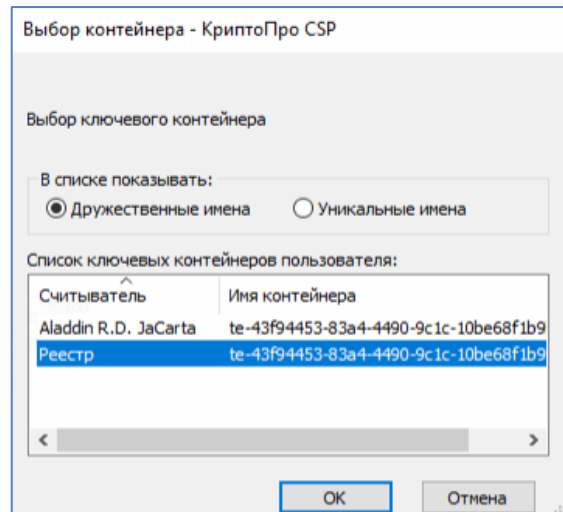 Выбор контейнера - КриптоПро CSP
Выбор ключевого контейнера
В списке показывать:
Дружественные имена Уникальные имена
Список ключевых контейнеров пользователя:
Считыватель Имя контейнера
Aladdin R.D. JaCarta te-43f94453-83a4-4490-9c1c-10be68f1b9
Реестр te-43f94453-83a4-4490-9c1c-10be68f1b9
OK Отмена